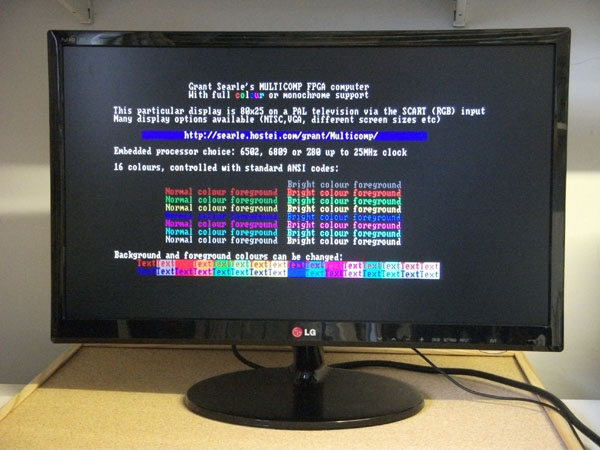 Grant Searle's MULTICOMP FPGA computer
With full colour or monochrome support
This particular display is 80x25 on a PAL television via the SCART (RGB) input
Many display options available (NTSC,VGA, different screen sizes etc)
http://searle.hostei.com/grant/Multicomp/
Embedded processor choice: 6502, 6809 or Z80 up to 25MHz clock
16 colours, controlled with standard ANSI codes:
Bright colour foreground
Normal colour foreground Bright colour foreground
Normal colour foreground Bright colour foreground
Normal colour foreground Bright colour foreground
Normal colour foreground Bright colour foreground
Normal colour foreground Bright colour foreground
Normal colour foreground Bright colour foreground
Normal colour foreground Bright colour foreground
Background and foreground colours can be changed:
TextText TextTextTextTextTextTextTextTextTextTextTextTextText
TextTextTextTextTextTextTextTextTextTextTextTextTextTextText
LG